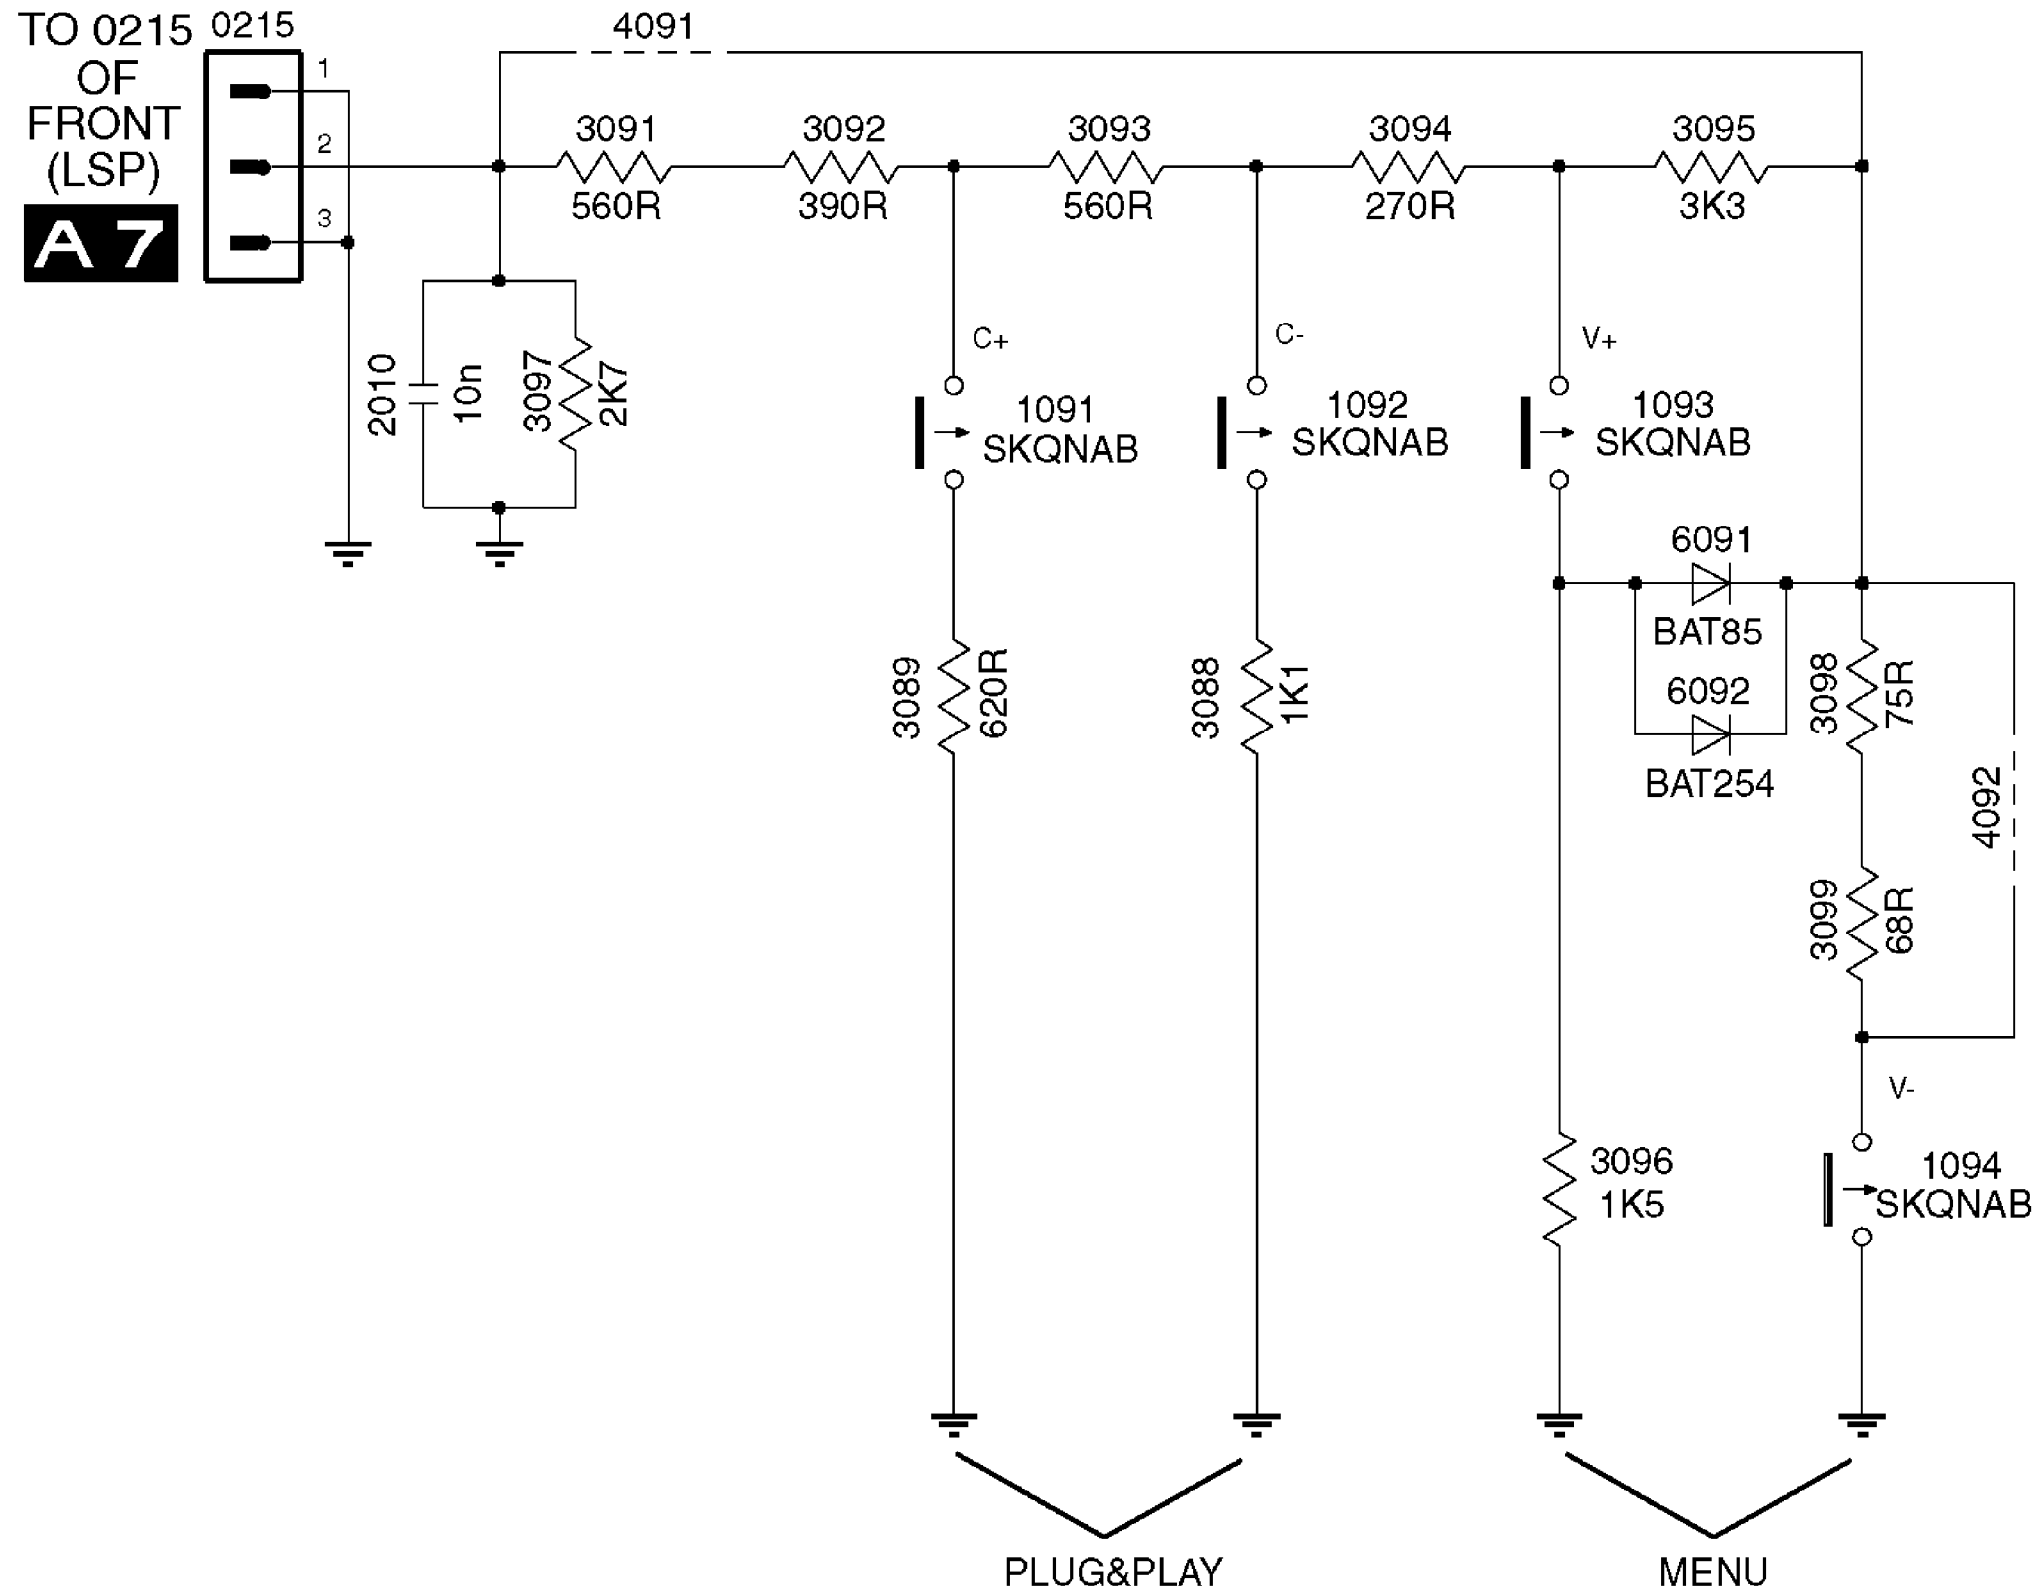 TO 0215
OF
FRONT
(LSP)
A 7
0215
1
2
3
4091
3091
560R
3092
390R
3093
560R
3094
270R
3095
3K3
2010
10n
3097
2K7
C+
1091
SKQNAB
C-
1092
SKQNAB
V+
1093
SKQNAB
6091
BAT85
6092
BAT254
3089
620R
3088
1K1
3098
75R
3099
68R
4092
V-
3096
1K5
1094
SKQNAB
PLUG&PLAY
MENU